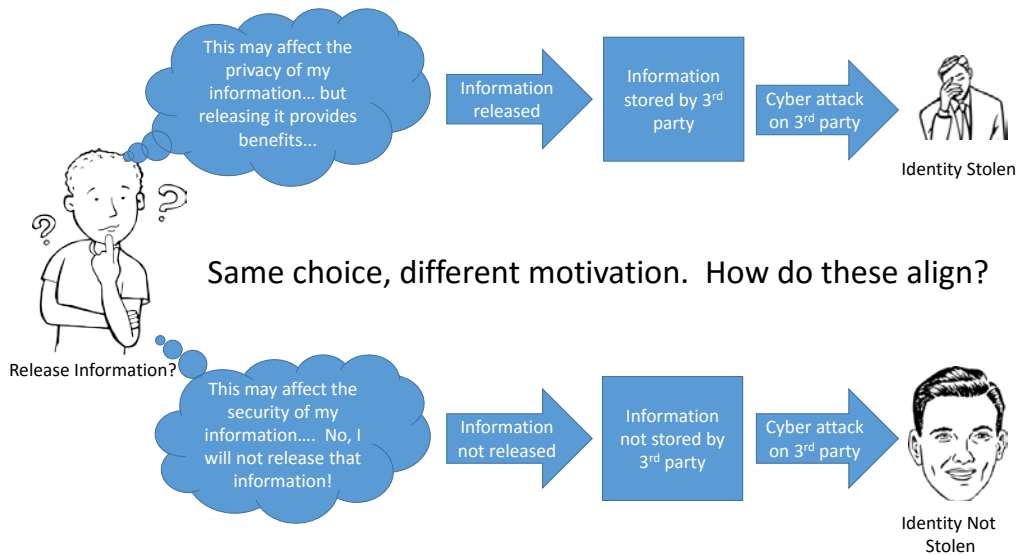 This may affect the
privacy of my
information... but
releasing it provides
benefits...
Information
released
Information
stored by 3rd
party
Cyber attack
on 3rd party
Identity Stolen
? ?
Same choice, different motivation.  How do these align?
Release Information?
This may affect the
security of my
information....  No, I
will not release that
information!
Information
not released
Information
not stored by
3rd party
Cyber attack
on 3rd party
Identity Not
Stolen